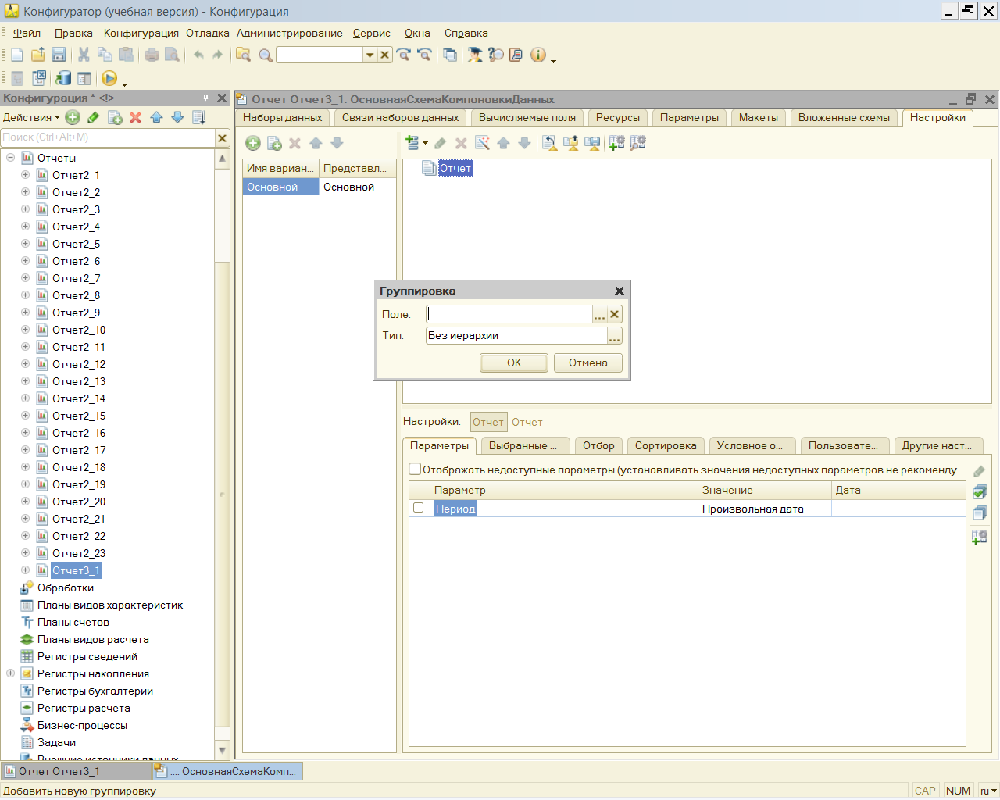 Конфигуратор (учебная версия) - Конфигурация
Файл Правка Конфигурация Отладка Администрирование Сервис Окна Справка
Конфигурация * <!>
Действия
Поиск (Ctrl+Alt+M)
Отчеты
Отчет2_1
Отчет2_2
Отчет2_3
Отчет2_4
Отчет2_5
Отчет2_6
Отчет2_7
Отчет2_8
Отчет2_9
Отчет2_10
Отчет2_11
Отчет2_12
Отчет2_13
Отчет2_14
Отчет2_15
Отчет2_16
Отчет2_17
Отчет2_18
Отчет2_19
Отчет2_20
Отчет2_21
Отчет2_22
Отчет2_23
Отчет3_1
Обработки
Планы видов характеристик
Планы счетов
Планы видов расчета
Регистры сведений
Регистры накопления
Регистры бухгалтерии
Регистры расчета
Бизнес-процессы
Задачи
Внешние источники данных
Отчет Отчет3_1: ОсновнаяСхемаКомпоновкиДанных
Наборы данных Связи наборов данных Вычисляемые поля Ресурсы Параметры Макеты Вложенные схемы Настройки
Имя вариан... Представл...
Основной Основной
Отчет
Группировка
Поле:
Тип: Без иерархии
OK Отмена
Настройки: Отчет Отчет
Параметры Выбранные ... Отбор Сортировка Условное о... Пользовате... Другие наст...
Отображать недоступные параметры (устанавливать значения недоступных параметров не рекоменду...
Параметр Значение Дата
Период Произвольная дата
Отчет Отчет3_1 ...: ОсновнаяСхемаКомп...
Добавить новую группировку CAP NUM ru